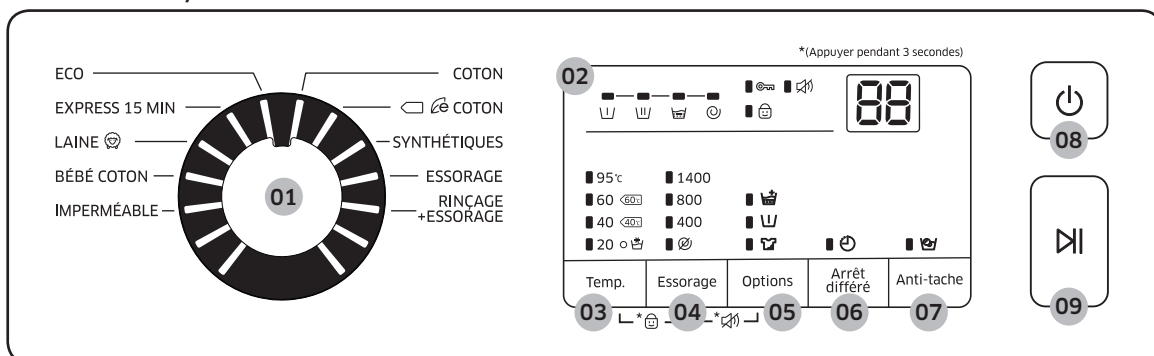 *(Appuyer pendant 3 secondes)
ECO
COTON
EXPRESS 15 MIN
COTON
LAINE
SYNTHÉTIQUES
BÉBÉ COTON
ESSORAGE
IMPERMÉABLE
RINÇAGE
+ESSORAGE
01
02
88
95℃
1400
60 60℃
800
40 40℃
400
20
Temp.
Essorage
Options
Arrêt
différé
Anti-tache
03
04
05
06
07
*
*
08
09